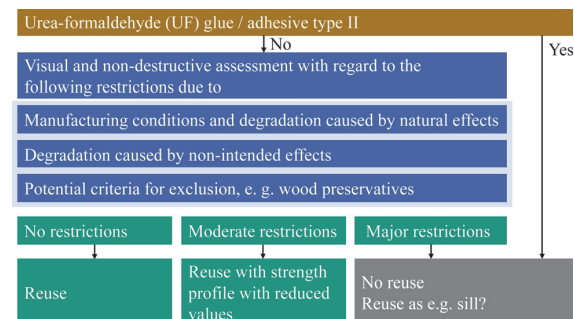 Urea-formaldehyde (UF) glue / adhesive type II
No
Yes
Visual and non-destructive assessment with regard to the
following restrictions due to
Manufacturing conditions and degradation caused by natural effects
Degradation caused by non-intended effects
Potential criteria for exclusion, e. g. wood preservatives
No restrictions
Moderate restrictions
Major restrictions
Reuse
Reuse with strength
profile with reduced
values
No reuse
Reuse as e.g. sill?